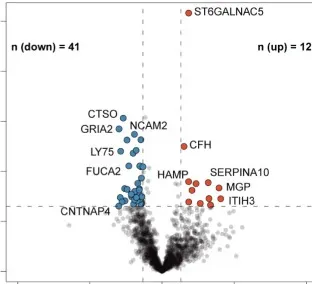 ST6GALNAC5
n (down) = 41
n (up) = 12
CTSO
GRIA2
NCAM2
LY75
CFH
FUCA2
HAMP
SERPINA10
MGP
ITIH3
CNTNAP4